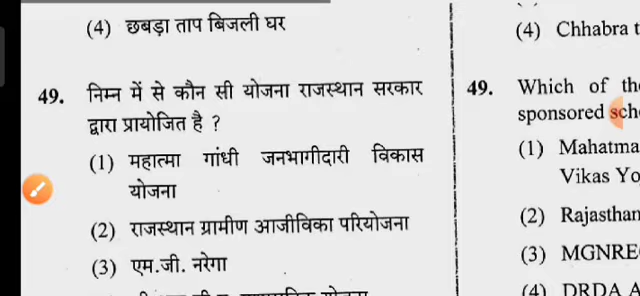 (4) छबड़ा ताप बिजली घर
49. निम्न में से कौन सी योजना राजस्थान सरकार
द्वारा प्रायोजित है ?
(1) महात्मा गांधी जनभागीदारी विकास
योजना
(2) राजस्थान ग्रामीण आजीविका परियोजना
(3) एम.जी. नरेगा
(4) Chhabra t
49. Which of the
sponsored sch
(1) Mahatma
Vikas Yo
(2) Rajasthan
(3) MGNRE
(4) DRDA A